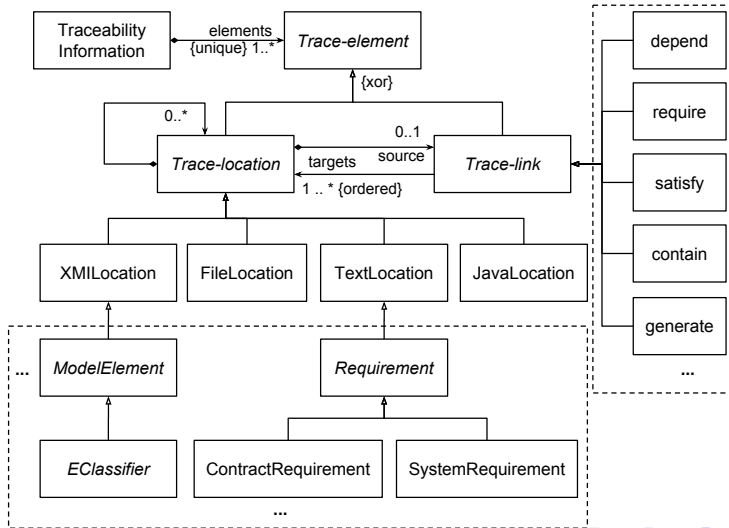 Traceability
Information
elements
{unique} 1..*
Trace-element
{xor}
depend
require
satisfy
contain
generate
...
0..*
Trace-location
0..1
source
targets
1 .. * {ordered}
Trace-link
XMILocation
FileLocation
TextLocation
JavaLocation
...
ModelElement
Requirement
EClassifier
ContractRequirement
SystemRequirement
...